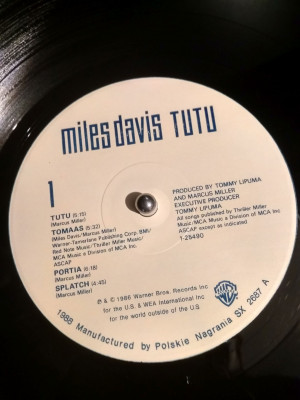 miles davis TUTU
1
TUTU (5:15)
(Marcus Miller)
TOMAAS (5:32)
(Miles Davis/Marcus Miller)
Warner-Tamerlane Publishing Corp. BMI/
Red Note Music/Thriller Miller Music/
MCA Music a Division of MCA Inc.
ASCAP
PORTIA (6:18)
(Marcus Miller)
SPLATCH (4:45)
(Marcus Miller)
PRODUCED BY TOMMY LIPUMA
AND MARCUS MILLER
EXECUTIVE PRODUCER
TOMMY LIPUMA
All songs published by Thriller Miller
Music/MCA Music a Division of MCA Inc.
ASCAP except as indicated
1-25490
℗ & © 1986 Warner Bros. Records Inc
for the U.S. & WEA International Inc
for the world outside of the U.S.
1988 Manufactured by Polskie Nagrania SX 2687 A